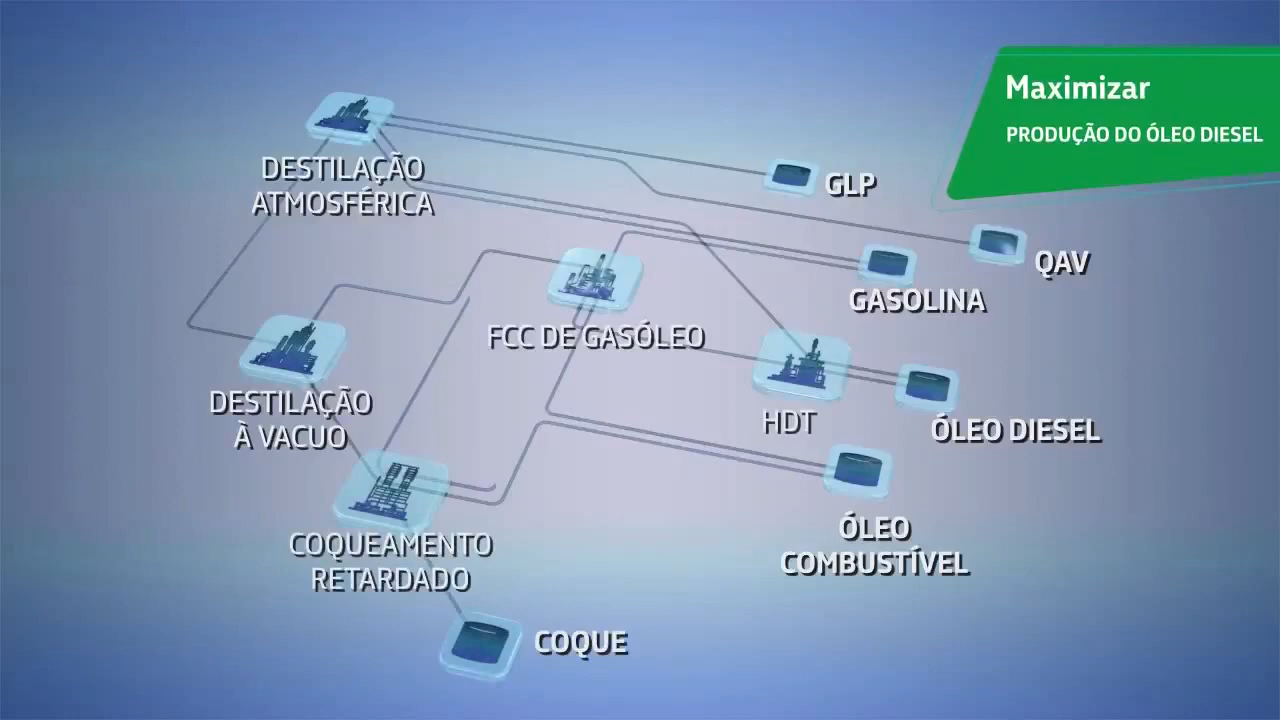 Maximizar
PRODUÇÃO DO ÓLEO DIESEL
DESTILAÇÃO
ATMOSFÉRICA
GLP
QAV
GASOLINA
FCC DE GASÓLEO
DESTILAÇÃO
À VACUO
HDT
ÓLEO DIESEL
ÓLEO
COMBUSTÍVEL
COQUEAMENTO
RETARDADO
COQUE